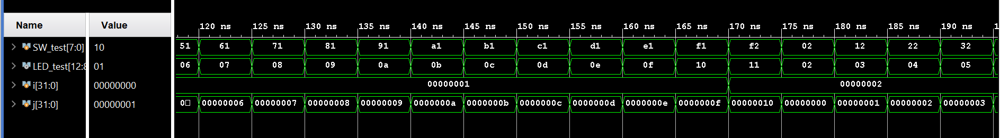 Name Value 120 ns 125 ns 130 ns 135 ns 140 ns 145 ns 150 ns 155 ns 160 ns 165 ns 170 ns 175 ns 180 ns 185 ns 190 ns
SW_test[7:0] 10 51 61 71 81 91 a1 b1 c1 d1 e1 f1 f2 02 12 22 32
LED_test[12:8 01 06 07 08 09 0a 0b 0c 0d 0e 0f 10 11 02 03 04 05
i[31:0] 00000000 00000001 00000002
j[31:0] 00000001 0 00000006 00000007 00000008 00000009 0000000a 0000000b 0000000c 0000000d 0000000e 0000000f 00000010 00000000 00000001 00000002 00000003